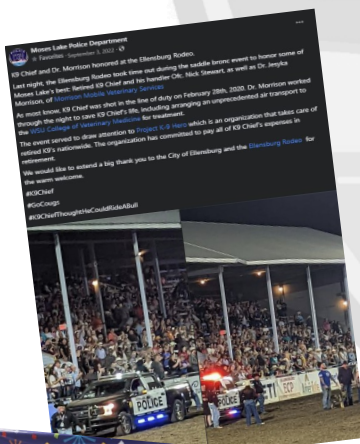 Moses Lake Police Department
Favorites · September 3, 2022 ·
K9 Chief and Dr. Morrison honored at the Ellensburg Rodeo.
Last night, the Ellensburg Rodeo took time out during the saddle bronc event to honor some of
Moses Lake's best: Retired K9 Chief and his handler Ofc. Nick Stewart, as well as Dr. Jessyka
Morrison, of Morrison Mobile Veterinary Services
As most know, K9 Chief was shot in the line of duty on February 28th, 2020. Dr. Morrison worked
through the night to save K9 Chief's life, including arranging an unprecedented air transport to
the WSU College of Veterinary Medicine for treatment.
The event served to draw attention to Project K-9 Hero which is an organization that takes care of
retired K9's nationwide. The organization has committed to pay all of K9 Chief's expenses in
retirement.
We would like to extend a big thank you to the City of Ellensburg and the Ellensburg Rodeo for
the warm welcome.
#K9Chief
#GoCougs
#K9ChiefThoughtHeCouldRideABull
POLICE
POLICE